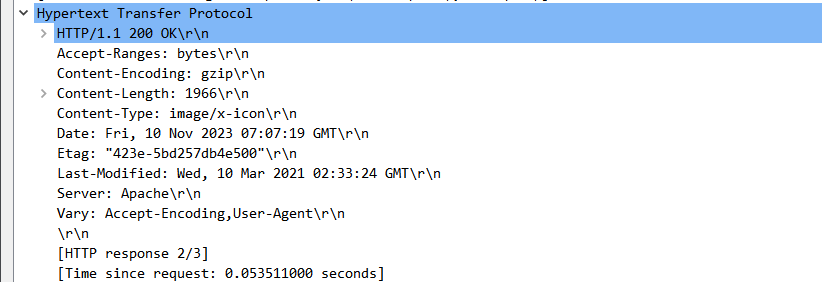 Hypertext Transfer Protocol
HTTP/1.1 200 OK\r\n
Accept-Ranges: bytes\r\n
Content-Encoding: gzip\r\n
Content-Length: 1966\r\n
Content-Type: image/x-icon\r\n
Date: Fri, 10 Nov 2023 07:07:19 GMT\r\n
Etag: "423e-5bd257db4e500"\r\n
Last-Modified: Wed, 10 Mar 2021 02:33:24 GMT\r\n
Server: Apache\r\n
Vary: Accept-Encoding,User-Agent\r\n
\r\n
[HTTP response 2/3]
[Time since request: 0.053511000 seconds]